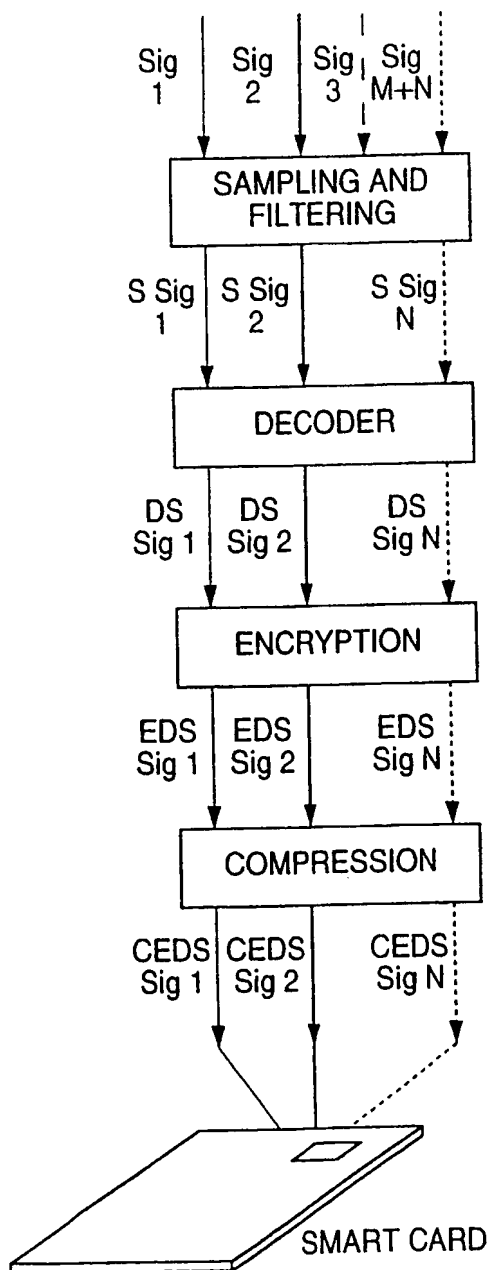 Sig 1 Sig 2 Sig 3 Sig M+N
SAMPLING AND
FILTERING
S Sig 1 S Sig 2 S Sig N
DECODER
DS DS DS
Sig 1 Sig 2 Sig N
ENCRYPTION
EDS EDS EDS
Sig 1 Sig 2 Sig N
COMPRESSION
CEDS CEDS CEDS
Sig 1 Sig 2 Sig N
SMART CARD